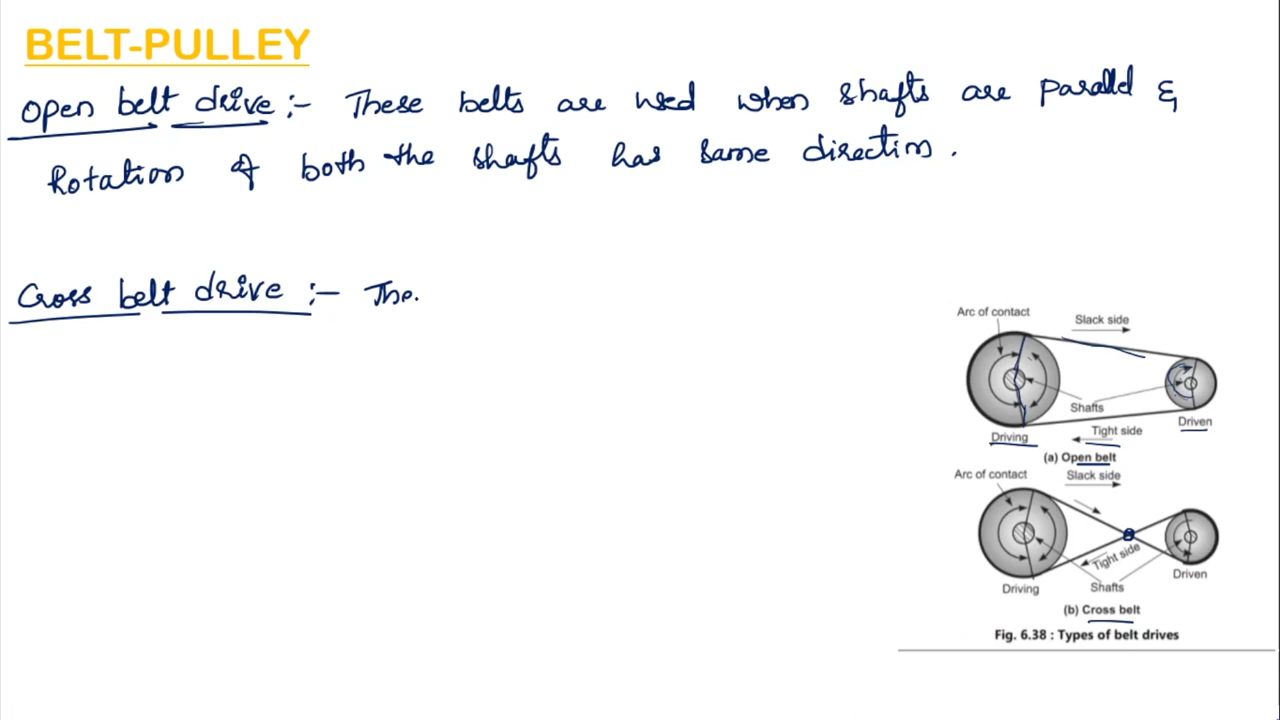 BELT-PULLEY
Open belt drive :- These belts are used when shafts are parallel &
Rotation of both the shafts has same direction.
Cross belt drive :- The
Arc of contact
Slack side
Shafts
Driving
Tight side
Driven
(a) Open belt
Arc of contact
Slack side
Tight side
Driving
Shafts
Driven
(b) Cross belt
Fig. 6.38 : Types of belt drives